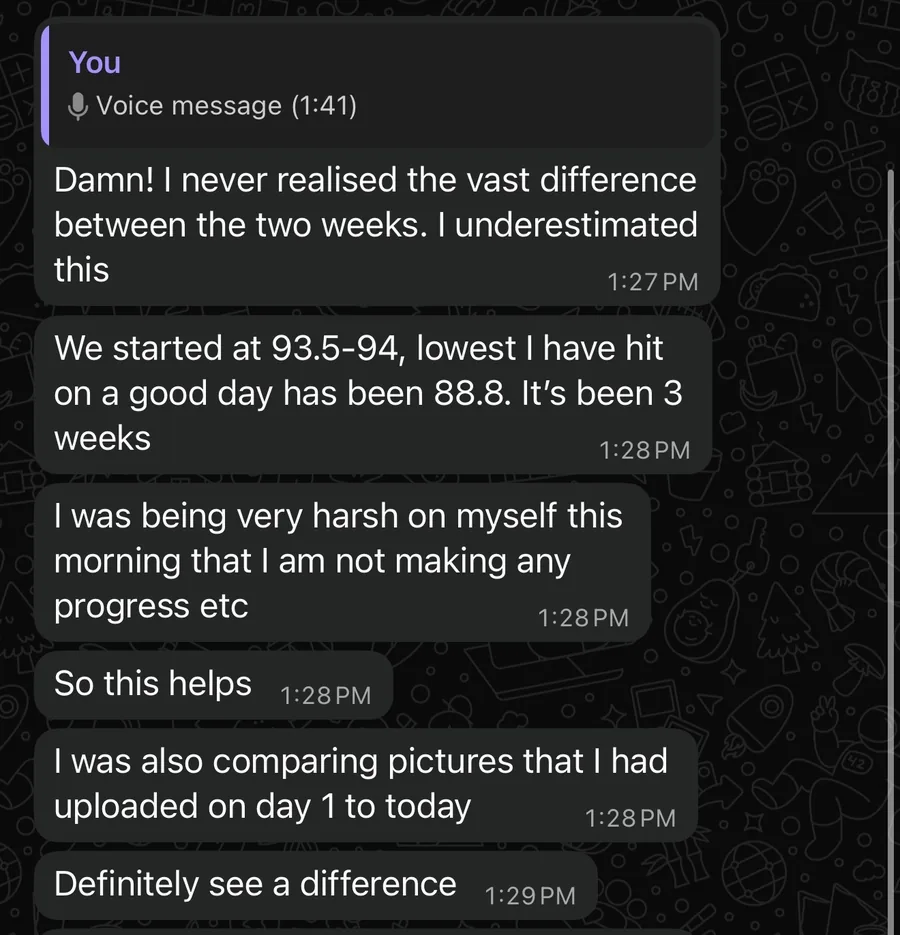 You
Voice message (1:41)
Damn! I never realised the vast difference
between the two weeks. I underestimated
this
1:27 PM
We started at 93.5-94, lowest I have hit
on a good day has been 88.8. It’s been 3
weeks
1:28 PM
I was being very harsh on myself this
morning that I am not making any
progress etc
1:28 PM
So this helps
1:28 PM
I was also comparing pictures that I had
uploaded on day 1 to today
1:28 PM
Definitely see a difference
1:29 PM